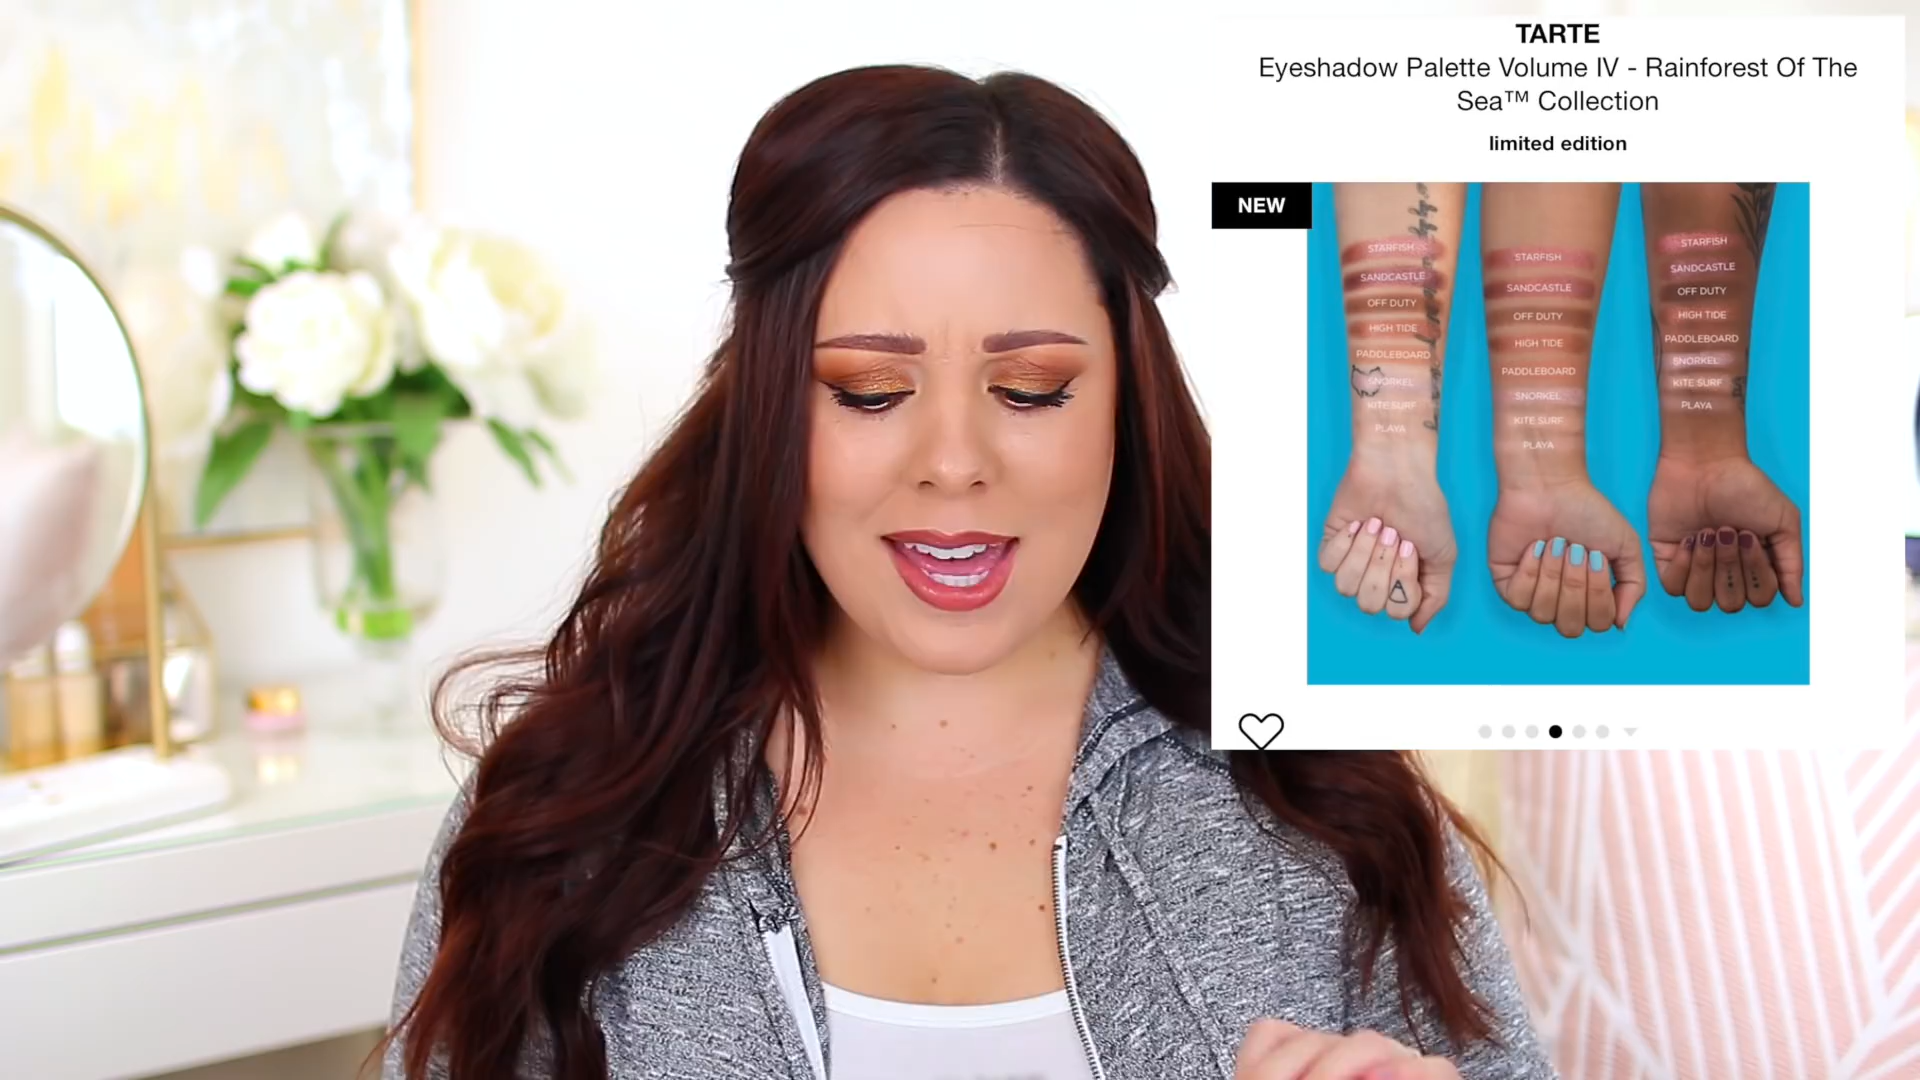 TARTE
Eyeshadow Palette Volume IV - Rainforest Of The
Sea™ Collection
limited edition
NEW
STARFISH
SANDCASTLE
OFF DUTY
HIGH TIDE
PADDLEBOARD
SNORKEL
KITE SURF
PLAYA
STARFISH
SANDCASTLE
OFF DUTY
HIGH TIDE
PADDLEBOARD
SNORKEL
KITE SURF
PLAYA
STARFISH
SANDCASTLE
OFF DUTY
HIGH TIDE
PADDLEBOARD
SNORKEL
KITE SURF
PLAYA